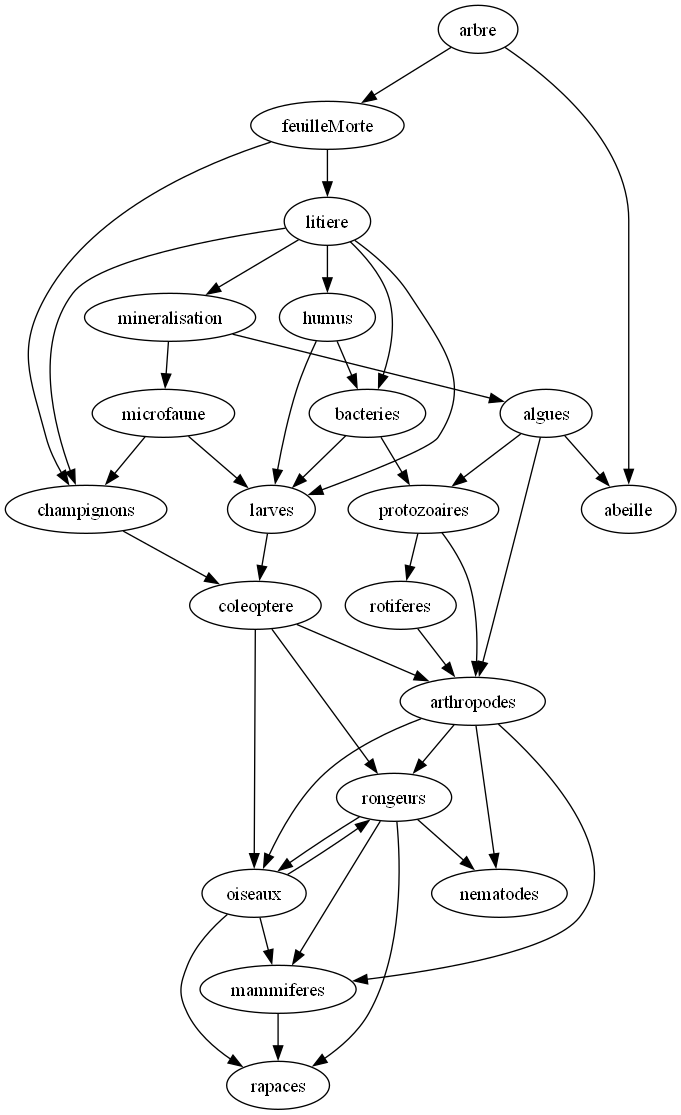 arbre
feuilleMorte
litiere
mineralisation
humus
microfaune
bacteries
algues
champignons
larves
protozoaires
abeille
coleoptere
rotiferes
arthropodes
rongeurs
oiseaux
nematodes
mammiferes
rapaces